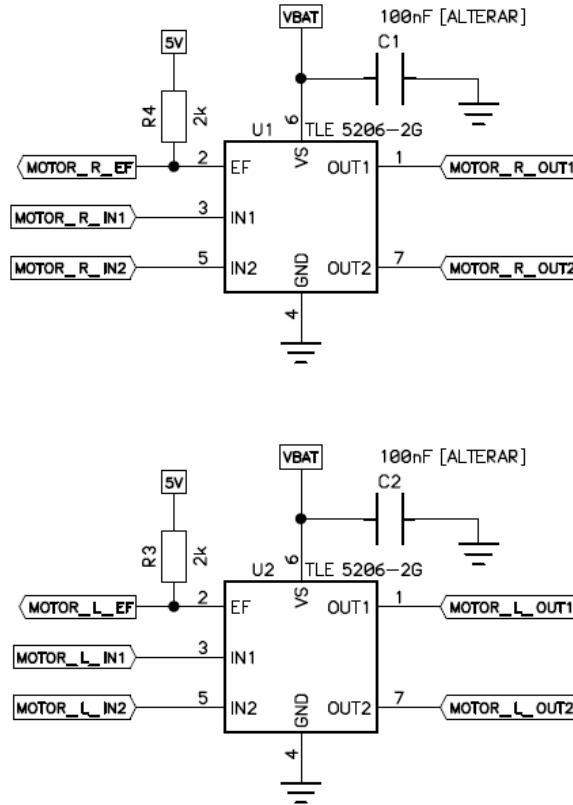 VBAT
100nF [ALTERAR]
5V
C1
R4
2k
U1
6
TLE 5206-2G
VS
MOTOR_R_EF
2
EF
OUT1
1
MOTOR_R_OUT1
MOTOR_R_IN1
3
IN1
MOTOR_R_IN2
5
IN2
GND
OUT2
7
MOTOR_R_OUT2
4
VBAT
100nF [ALTERAR]
5V
C2
R3
2k
U2
6
TLE 5206-2G
VS
MOTOR_L_EF
2
EF
OUT1
1
MOTOR_L_OUT1
MOTOR_L_IN1
3
IN1
MOTOR_L_IN2
5
IN2
GND
OUT2
7
MOTOR_L_OUT2
4